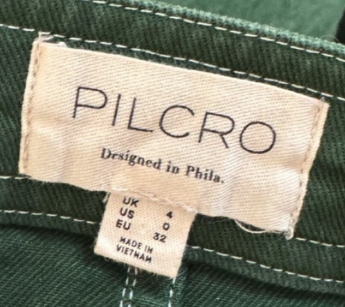 PILCRO
Designed in Phila.
UK 4
US 0
EU 32
MADE IN
VIETNAM